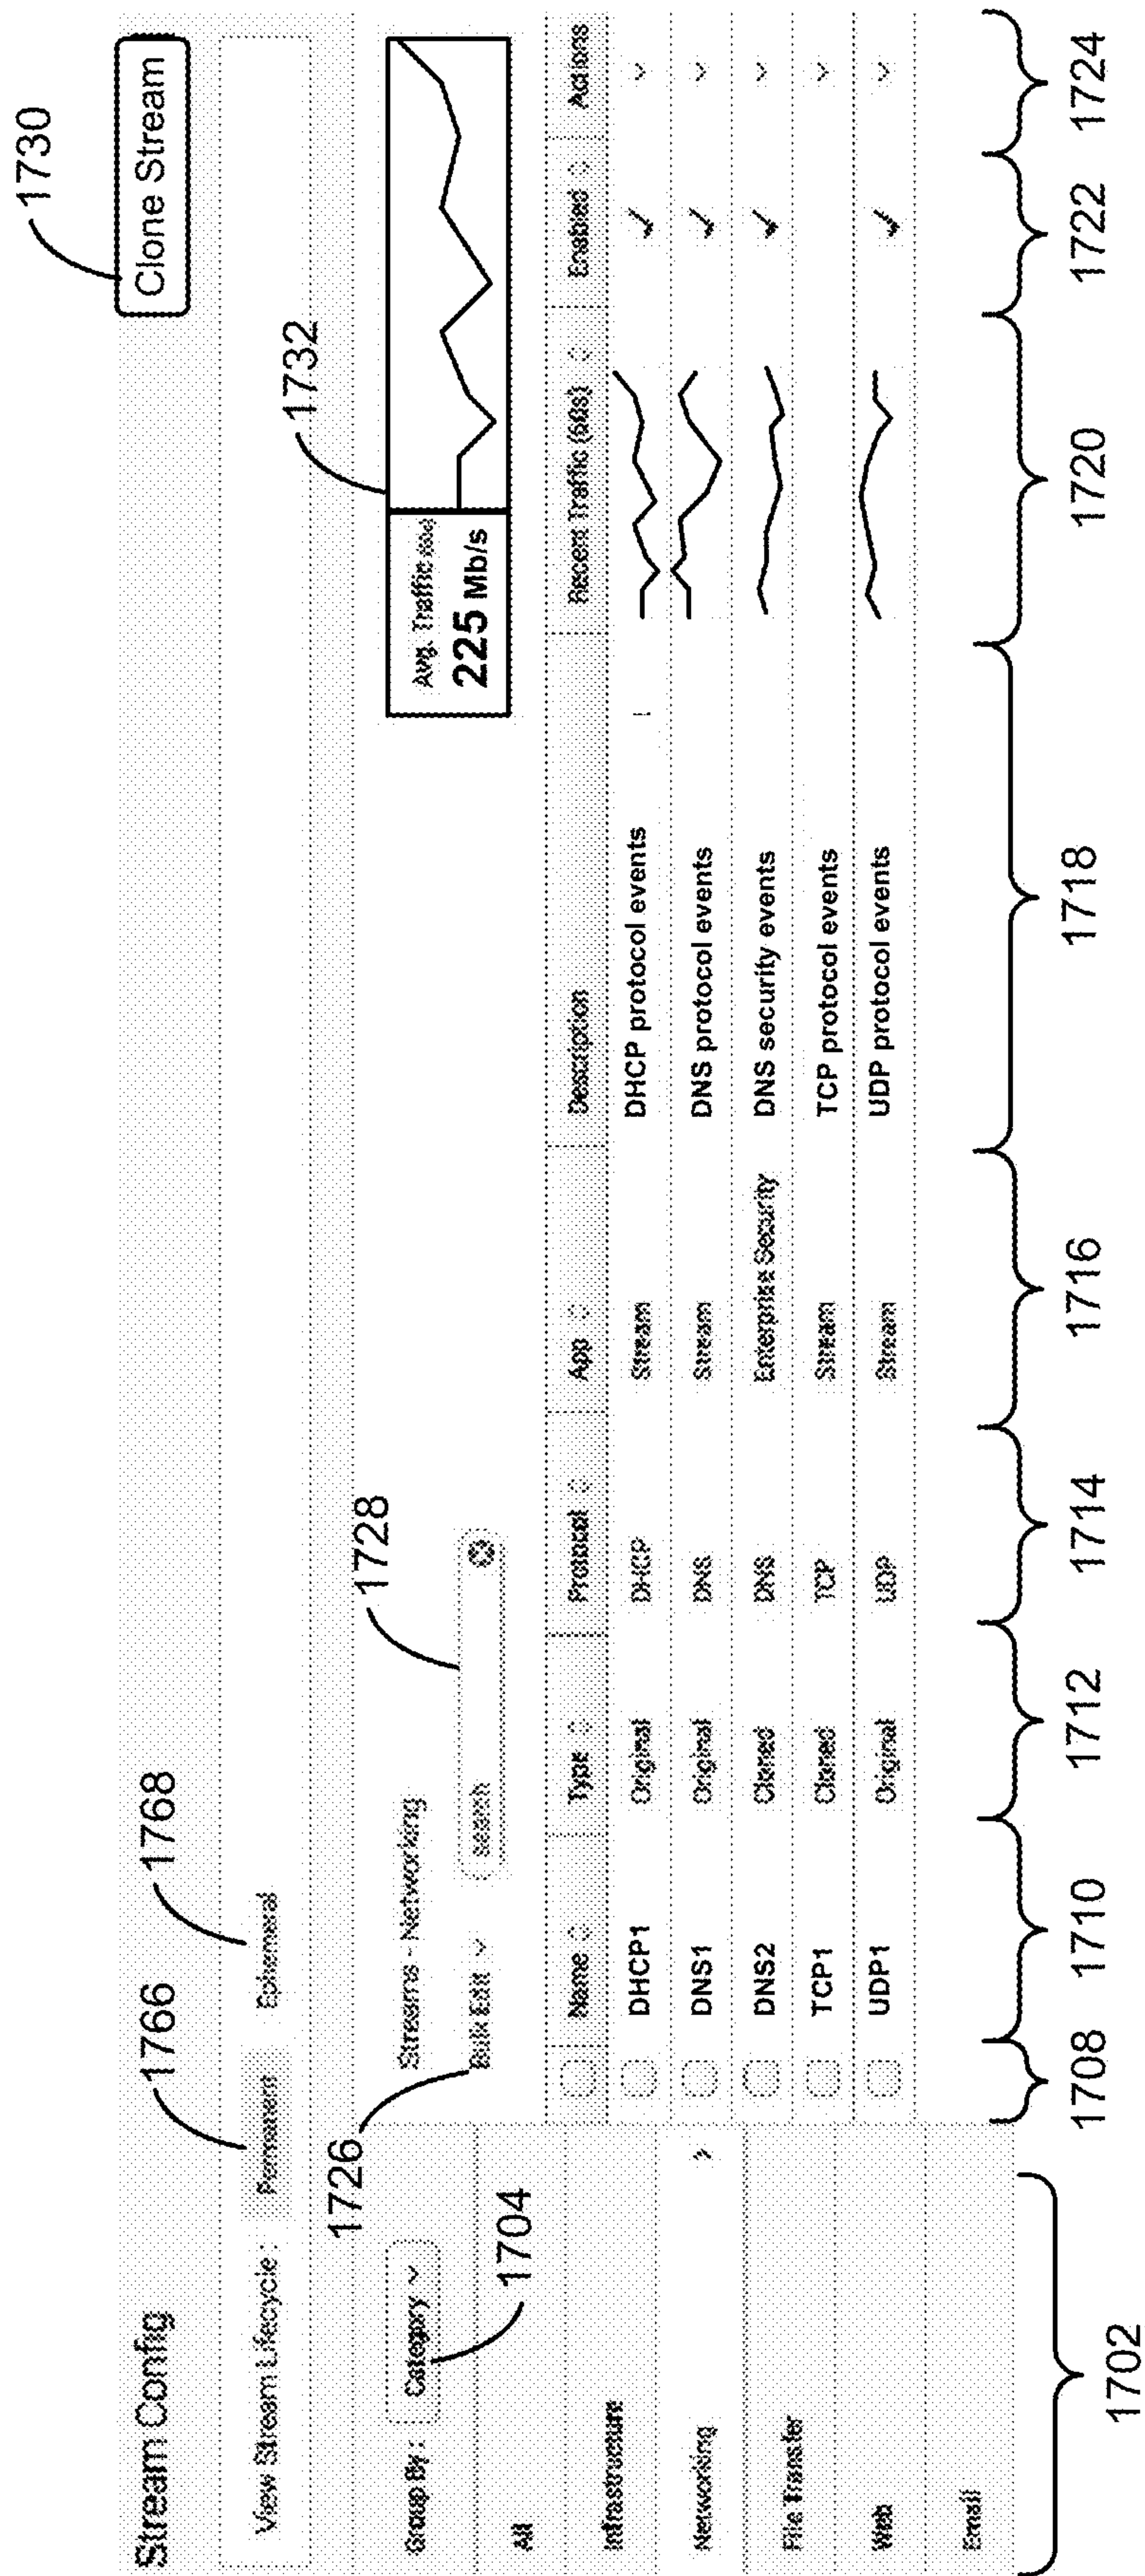 1730
Stream Config
Clone Stream
1766
1768
View Stream Lifecycle :
Permanent
Ephemeral
1732
1726
1728
Group By :
Category
Streams - Networking
Avg. Traffic (60s)
225 Mb/s
Bulk Edit
search
1704
All
Infrastructure
Networking
File Transfer
Web
Email
Name Type Protocol App Description Recent Traffic (60s) Enabled Actions
DHCP1 Original DHCP Stream DHCP protocol events
DNS1 Original DNS Stream DNS protocol events
DNS2 Cloned DNS Enterprise Security DNS security events
TCP1 Cloned TCP Stream TCP protocol events
UDP1 Original UDP Stream UDP protocol events
1702
1708 1710 1712 1714 1716 1718 1720 1722 1724